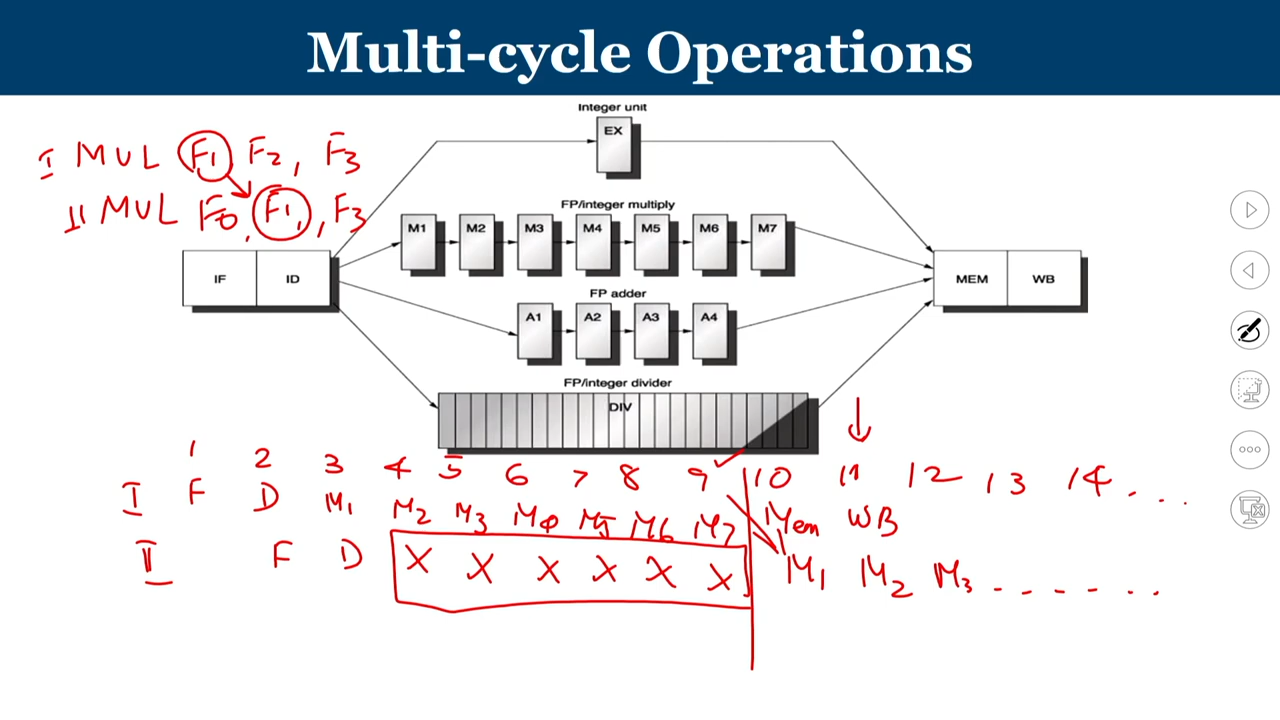 Multi-cycle Operations
Integer unit
EX
I MUL F1, F2, F3
FP/integer multiply
II MUL F0, F1, F3
M1 M2 M3 M4 M5 M6 M7
IF ID
MEM WB
FP adder
A1 A2 A3 A4
FP/integer divider
DIV
1 2 3 4 5 6 7 8 9 10 11 12 13 14 . . .
I F D M1 M2 M3 M4 M5 M6 M7 Mem WB
II F D X X X X X X M1 M2 M3 - - - - . .